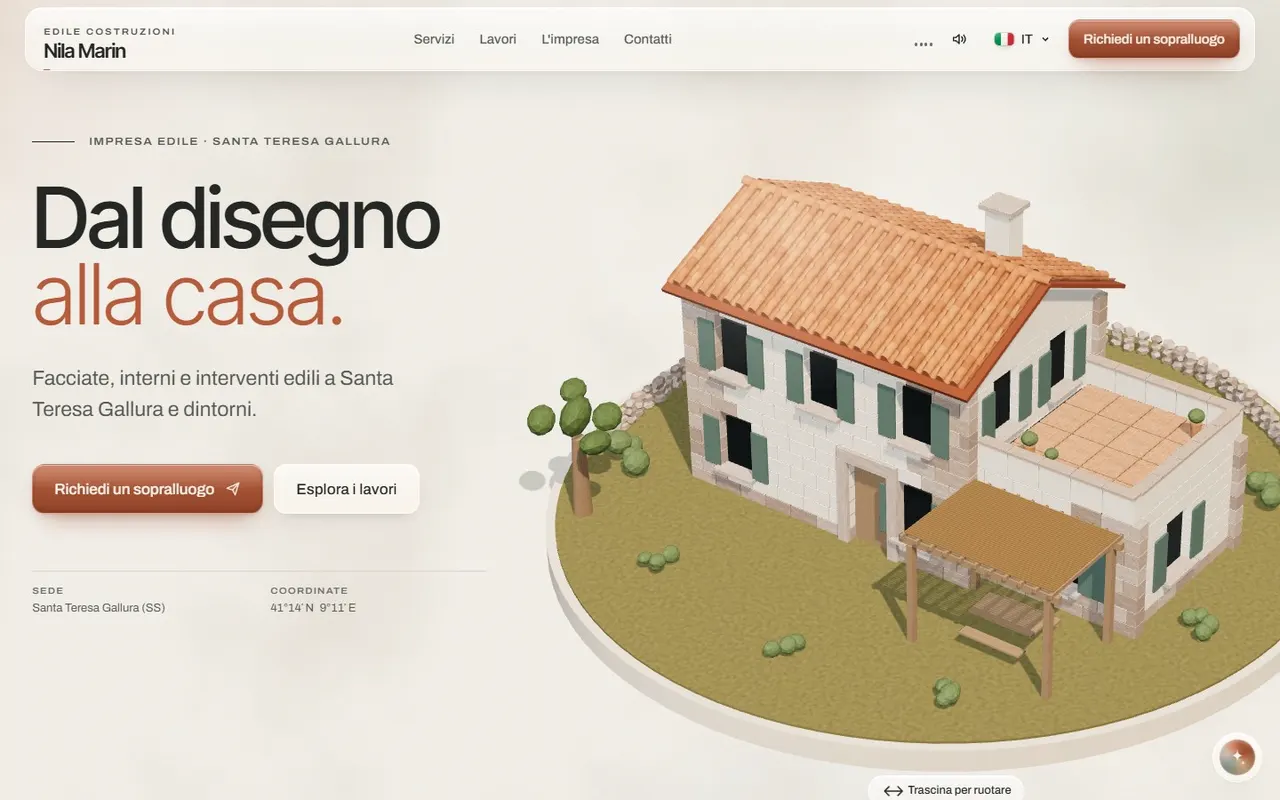 EDILE COSTRUZIONI
Nila Marin
Servizi
Lavori
L'impresa
Contatti
IT
Richiedi un sopralluogo
IMPRESA EDILE · SANTA TERESA GALLURA
Dal disegno
alla casa.
Facciate, interni e interventi edili a Santa
Teresa Gallura e dintorni.
Richiedi un sopralluogo
Esplora i lavori
SEDE
Santa Teresa Gallura (SS)
COORDINATE
41°14′ N 9°11′ E
Trascina per ruotare